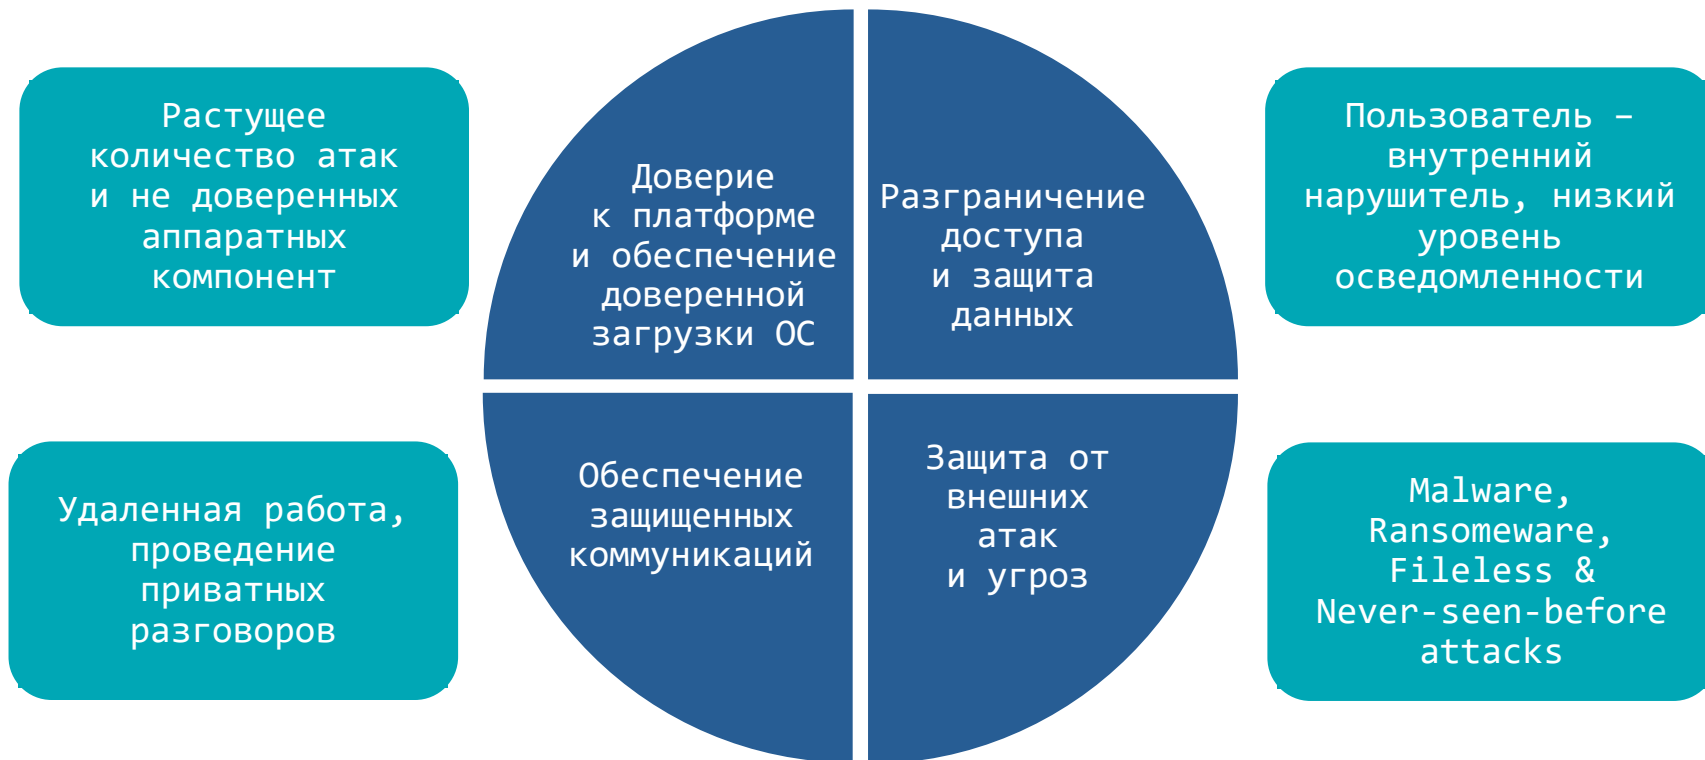 Растущее
количество атак
и не доверенных
аппаратных
компонент
Доверие
к платформе
и обеспечение
доверенной
загрузки ОС
Разграничение
доступа
и защита
данных
Пользователь –
внутренний
нарушитель, низкий
уровень
осведомленности
Удаленная работа,
проведение
приватных
разговоров
Обеспечение
защищенных
коммуникаций
Защита от
внешних
атак
и угроз
Malware,
Ransomeware,
Fileless &
Never-seen-before
attacks